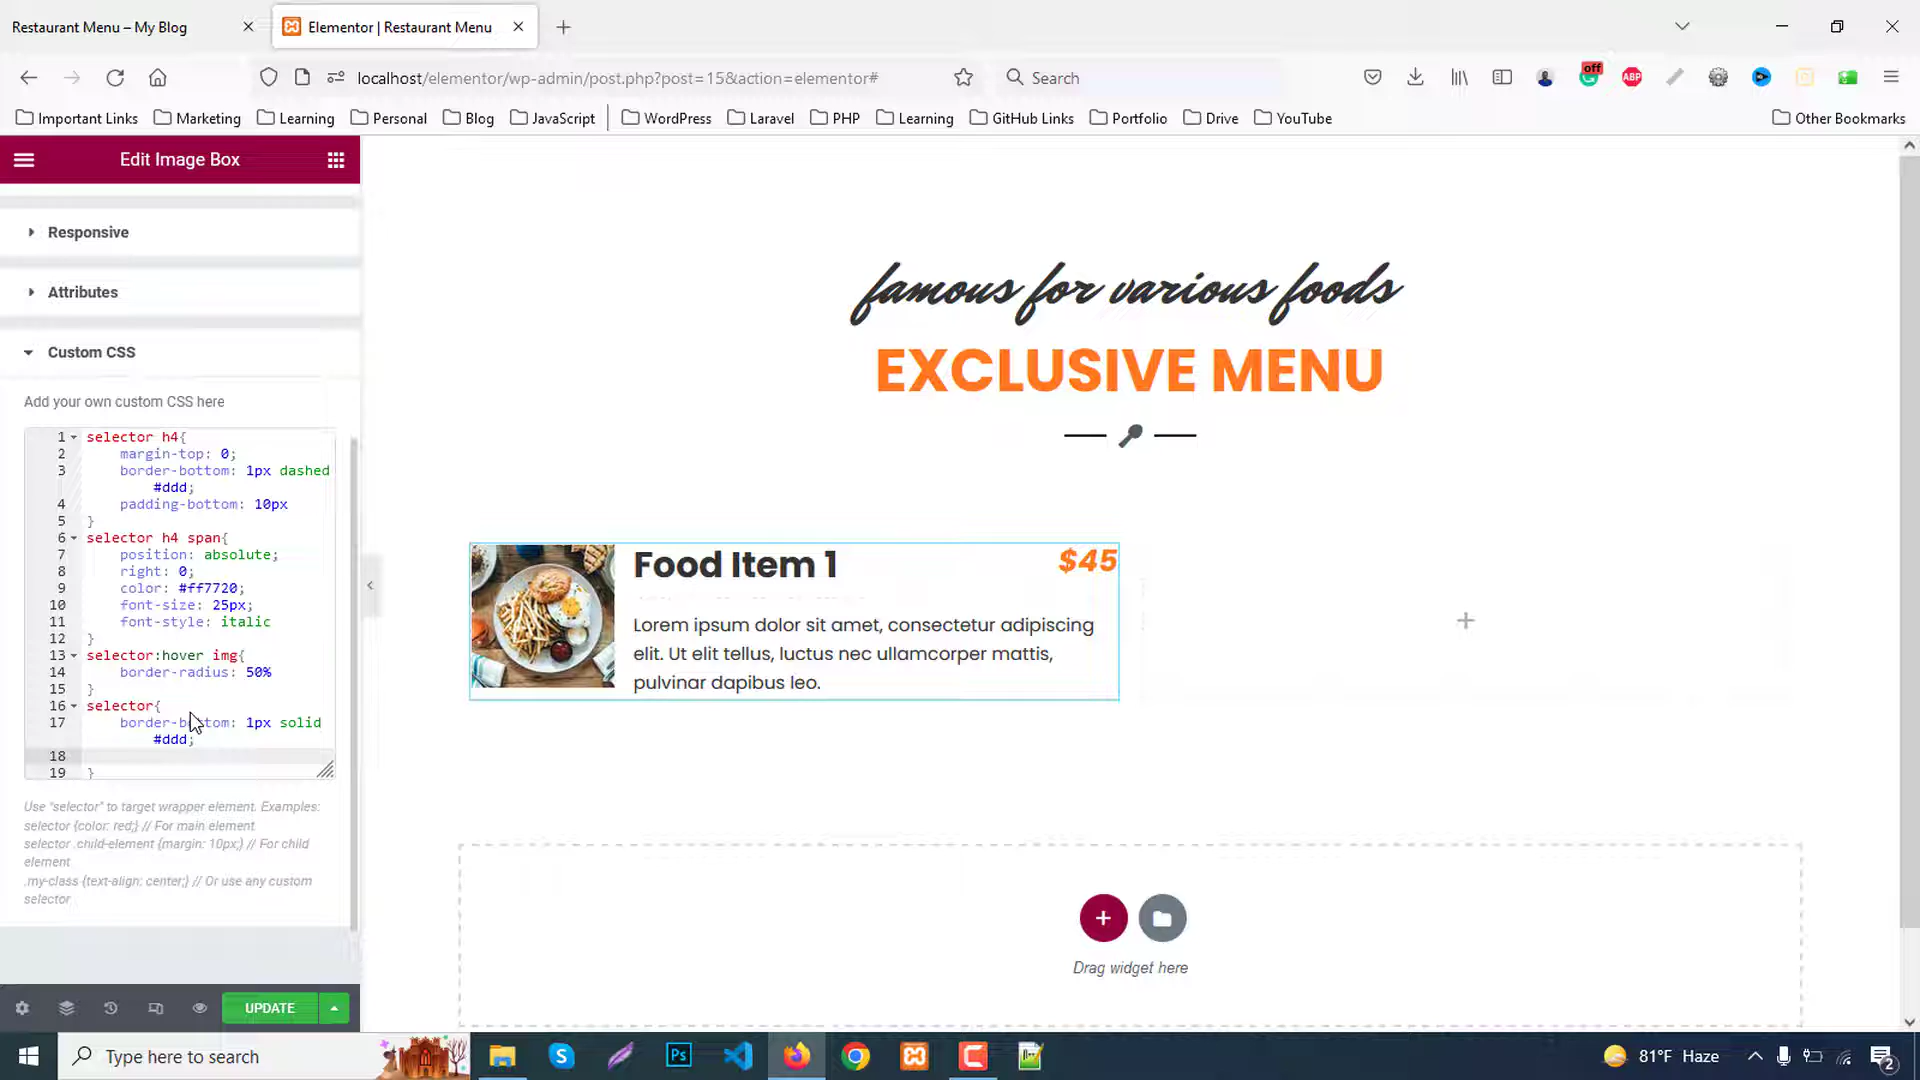 Restaurant Menu – My Blog
Elementor | Restaurant Menu
localhost/elementor/wp-admin/post.php?post=15&action=elementor#
Search
off
ABP
Important Links
Marketing
Learning
Personal
Blog
JavaScript
WordPress
Laravel
PHP
Learning
GitHub Links
Portfolio
Drive
YouTube
Other Bookmarks
Edit Image Box
Responsive
Attributes
Custom CSS
Add your own custom CSS here
1 selector h4{
2 margin-top: 0;
3 border-bottom: 1px dashed
#ddd;
4 padding-bottom: 10px
5 }
6 selector h4 span{
7 position: absolute;
8 right: 0;
9 color: #ff7720;
10 font-size: 25px;
11 font-style: italic
12 }
13 selector:hover img{
14 border-radius: 50%
15 }
16 selector{
17 border-bottom: 1px solid
#ddd;
18
19 }
Use "selector" to target wrapper element. Examples:
selector {color: red;} // For main element
selector .child-element {margin: 10px;} // For child
element
.my-class {text-align: center;} // Or use any custom
selector
UPDATE
famous for various foods
EXCLUSIVE MENU
Food Item 1
$45
Lorem ipsum dolor sit amet, consectetur adipiscing
elit. Ut elit tellus, luctus nec ullamcorper mattis,
pulvinar dapibus leo.
Drag widget here
Type here to search
S
Ps
81°F Haze
2